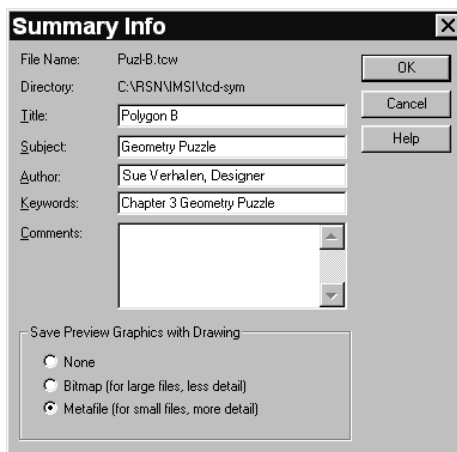 Summary Info
File Name: Puzl-B.tcw
Directory: C:\RSN\IMSI\tcd-sym
Title: Polygon B
Subject: Geometry Puzzle
Author: Sue Verhalen, Designer
Keywords: Chapter 3 Geometry Puzzle
Comments:
OK
Cancel
Help
Save Preview Graphics with Drawing
None
Bitmap (for large files, less detail)
Metafile (for small files, more detail)